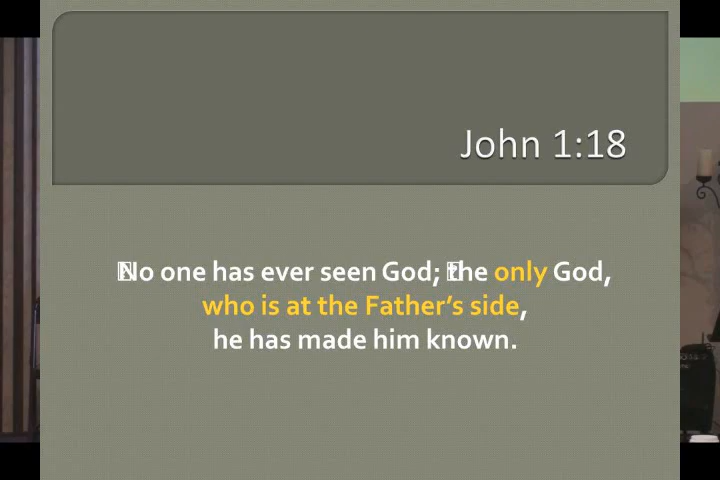 John 1:18
No one has ever seen God; the only God,
who is at the Father's side,
he has made him known.